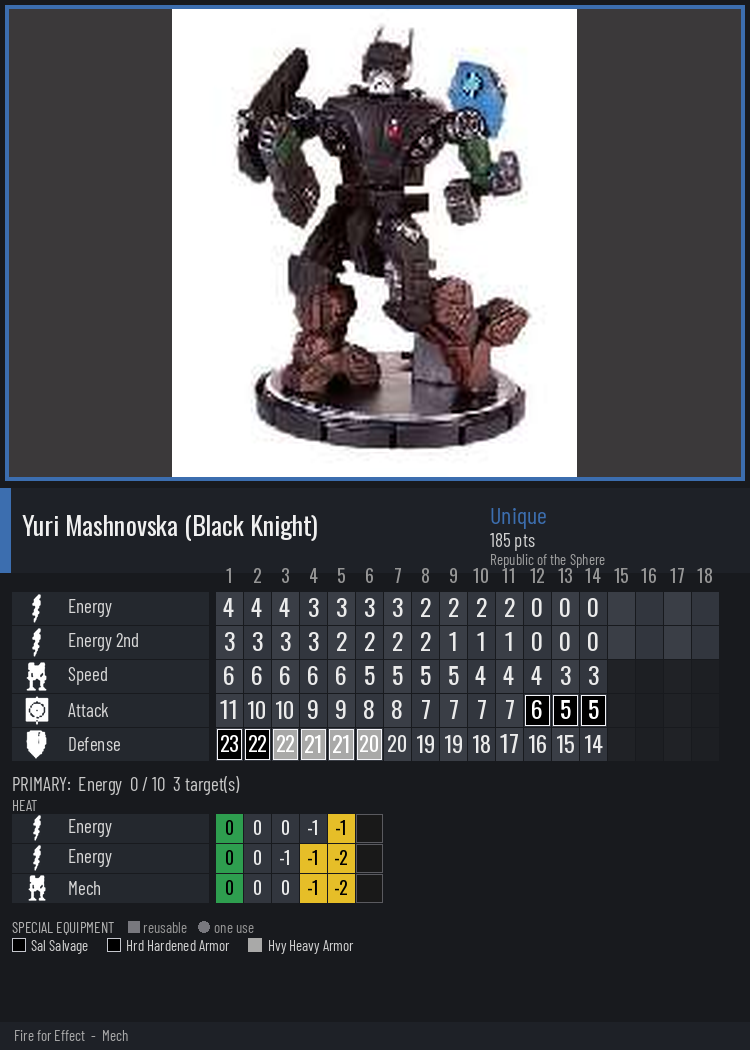 Yuri Mashnovska (Black Knight)
Unique
185 pts
Republic of the Sphere
1 2 3 4 5 6 7 8 9 10 11 12 13 14 15 16 17 18
Energy 4 4 4 3 3 3 3 2 2 2 2 0 0 0
Energy 2nd 3 3 3 3 2 2 2 2 1 1 1 0 0 0
Speed 6 6 6 6 6 5 5 5 5 4 4 4 3 3
Attack 11 10 10 9 9 8 8 7 7 7 7 6 5 5
Defense 23 22 22 21 21 20 20 19 19 18 17 16 15 14
PRIMARY: Energy 0 / 10 3 target(s)
HEAT
Energy 0 0 0 -1 -1
Energy 0 0 -1 -1 -2
Mech 0 0 0 -1 -2
SPECIAL EQUIPMENT reusable one use
Sal Salvage Hrd Hardened Armor Hvy Heavy Armor
Fire for Effect - Mech